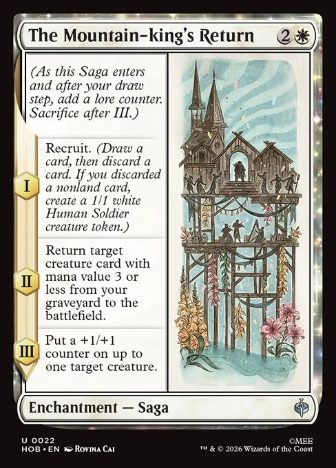 The Mountain-king's Return 2
(As this Saga enters
and after your draw
step, add a lore counter.
Sacrifice after III.)
I
Recruit. (Draw a
card, then discard a
card. If you discarded
a nonland card,
create a 1/1 white
Human Soldier
creature token.)
II
Return target
creature card with
mana value 3 or
less from your
graveyard to the
battlefield.
III
Put a +1/+1
counter on up to
one target creature.
Enchantment — Saga
U 0022
HOB • EN Rovina Cai
©MEE
™ & © 2026 Wizards of the Coast